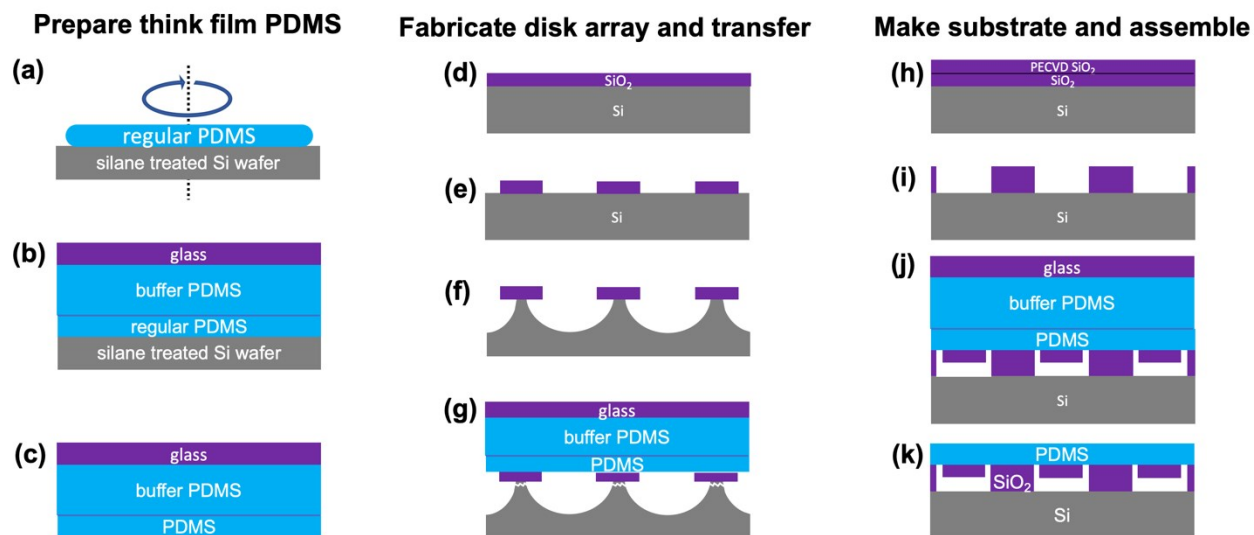 Prepare think film PDMS
(a)
regular PDMS
silane treated Si wafer
(b)
glass
buffer PDMS
regular PDMS
silane treated Si wafer
(c)
glass
buffer PDMS
PDMS
Fabricate disk array and transfer
(d)
SiO₂
Si
(e)
Si
(f)
(g)
glass
buffer PDMS
PDMS
Make substrate and assemble
(h)
PECVD SiO₂
SiO₂
Si
(i)
Si
(j)
glass
buffer PDMS
PDMS
Si
(k)
PDMS
SiO₂
Si